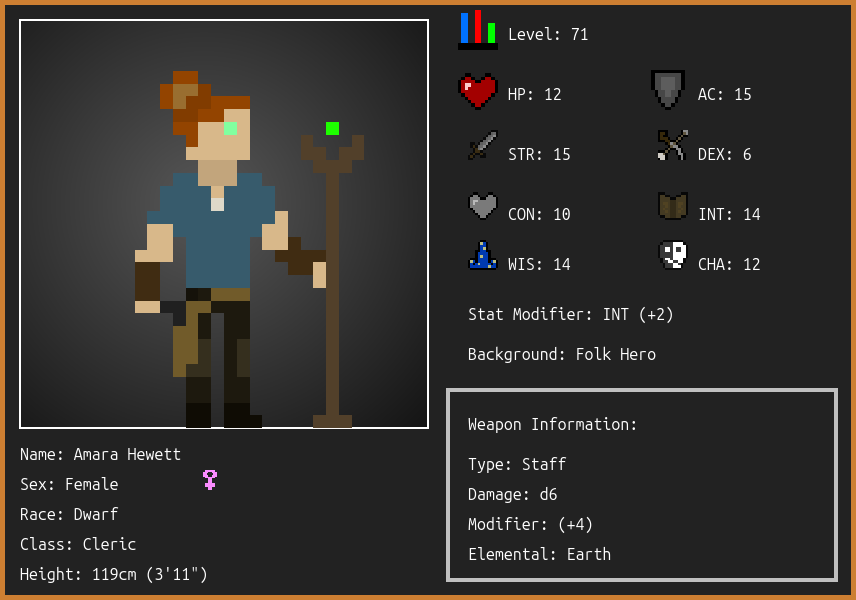 Level: 71
HP: 12
AC: 15
STR: 15
DEX: 6
CON: 10
INT: 14
WIS: 14
CHA: 12
Stat Modifier: INT (+2)
Background: Folk Hero
Weapon Information:
Type: Staff
Damage: d6
Modifier: (+4)
Elemental: Earth
Name: Amara Hewett
Sex: Female
Race: Dwarf
Class: Cleric
Height: 119cm (3'11")